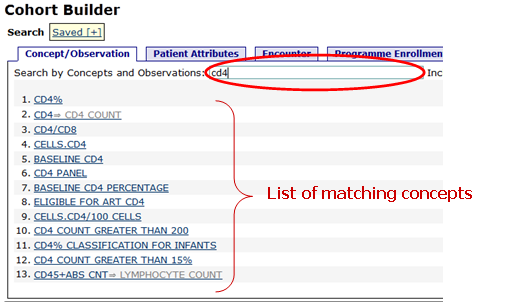 Cohort Builder
Search Saved [+]
Concept/Observation Patient Attributes Encounter Programme Enrollmen
Search by Concepts and Observations: cd4 Inc
1. CD4%
2. CD4⇒ CD4 COUNT
3. CD4/CD8
4. CELLS,CD4
5. BASELINE CD4
6. CD4 PANEL
7. BASELINE CD4 PERCENTAGE
8. ELIGIBLE FOR ART CD4
9. CELLS,CD4/100 CELLS
10. CD4 COUNT GREATER THAN 200
11. CD4% CLASSIFICATION FOR INFANTS
12. CD4 COUNT GREATER THAN 15%
13. CD45+ABS CNT⇒ LYMPHOCYTE COUNT
List of matching concepts